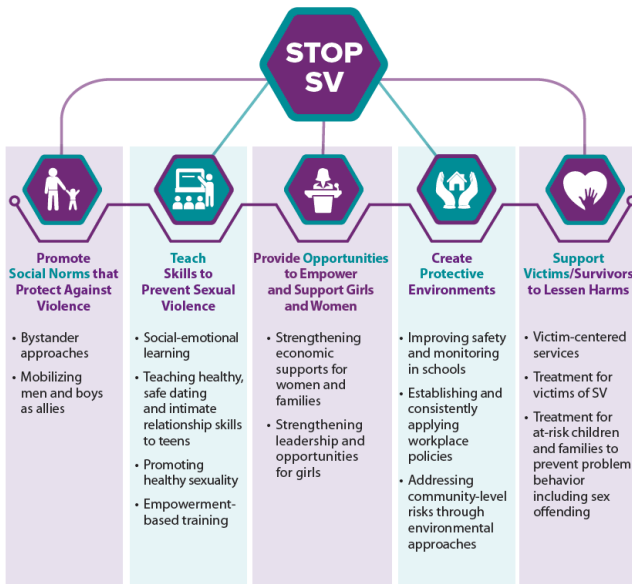 STOP
SV
Promote
Social Norms that
Protect Against
Violence
• Bystander
approaches
• Mobilizing
men and boys
as allies
Teach
Skills to
Prevent Sexual
Violence
• Social-emotional
learning
• Teaching healthy,
safe dating
and intimate
relationship skills
to teens
• Promoting
healthy sexuality
• Empowerment-
based training
Provide Opportunities
to Empower
and Support Girls
and Women
• Strengthening
economic
supports for
women and
families
• Strengthening
leadership and
opportunities
for girls
Create
Protective
Environments
• Improving safety
and monitoring
in schools
• Establishing and
consistently
applying
workplace
policies
• Addressing
community-level
risks through
environmental
approaches
Support
Victims/Survivors
to Lessen Harms
• Victim-centered
services
• Treatment for
victims of SV
• Treatment for
at-risk children
and families to
prevent problem
behavior
including sex
offending